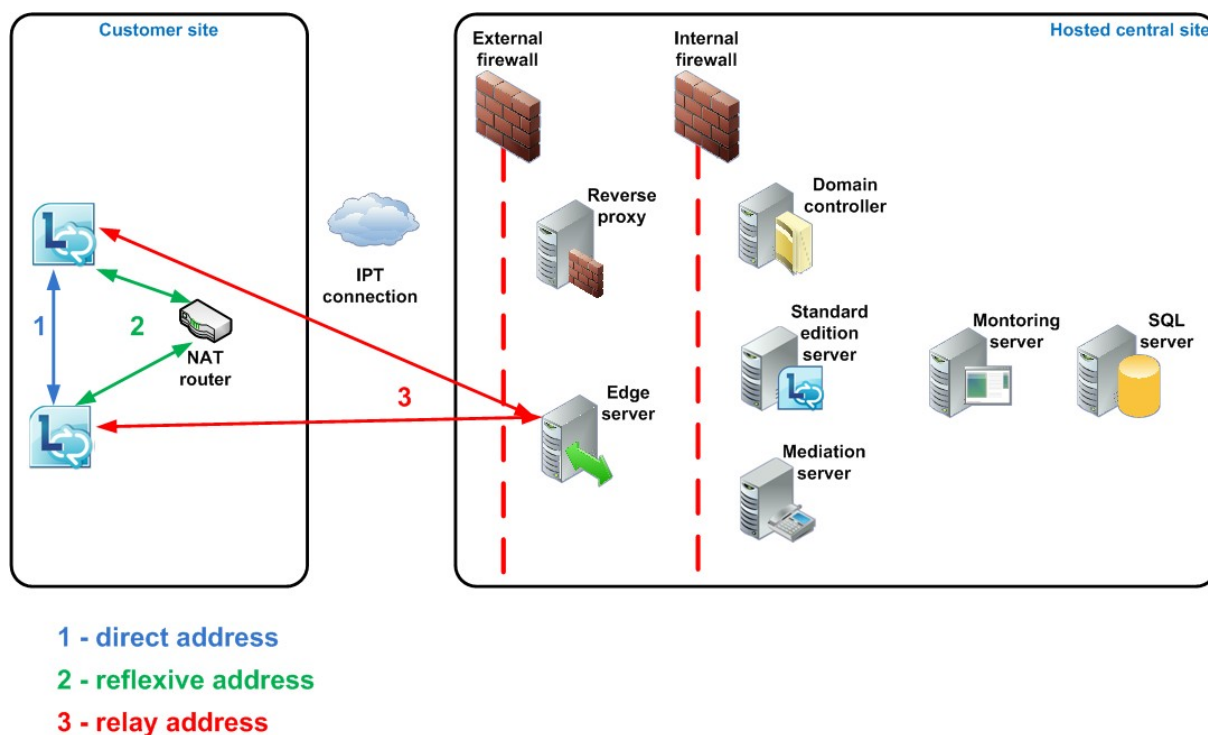 Customer site
Hosted central site
External
firewall
Internal
firewall
Reverse
proxy
Domain
controller
IPT
connection
1
2
NAT
router
3
Edge
server
Standard
edition
server
Montoring
server
SQL
server
Mediation
server
1 - direct address
2 - reflexive address
3 - relay address